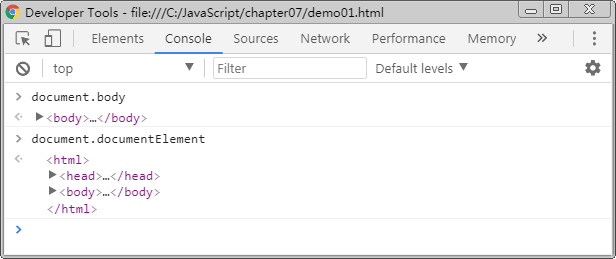 Developer Tools - file:///C:/JavaScript/chapter07/demo01.html
Elements Console Sources Network Performance Memory »
top Filter Default levels ▼
> document.body
<· ▶<body>…</body>
> document.documentElement
<· <html>
▶<head>…</head>
▶<body>…</body>
</html>
>